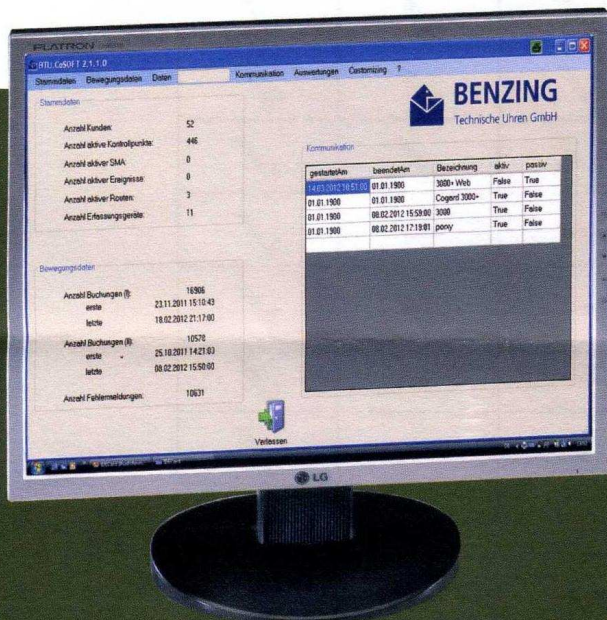 FLATRON
BTU CoSOFT 2.1.1.0
Stammdaten Bewegungsdaten Daten Kommunikation Auswertungen Customizing ?
BENZING
Technische Uhren GmbH
Stammdaten
Anzahl Kunden: 52
Anzahl aktive Kontrollpunkte: 446
Anzahl aktiver SMA: 0
Anzahl aktiver Ereignisse: 0
Anzahl aktiver Routen: 3
Anzahl Erfassungsgeräte: 11
Kommunikation
gestartetAm beendetAm Bezeichnung aktiv passiv
14.03.2012 10:51:00 01.01.1900 3000+ Web False True
01.01.1900 01.01.1900 Cogard 3000+ True False
01.01.1900 08.02.2012 15:59:00 3000 True False
01.01.1900 08.02.2012 17:19:01 pony True False
Bewegungsdaten
Anzahl Buchungen (I): 16906
erste 23.11.2011 15:10:43
letzte 18.02.2012 21:17:00
Anzahl Buchungen (II): 10578
erste 25.10.2011 14:21:03
letzte 08.02.2012 15:50:00
Anzahl Fehlermeldungen: 10631
Verlassen
LG